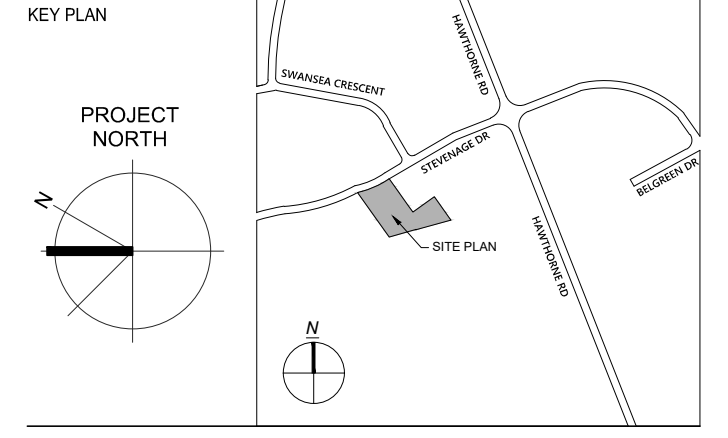 KEY PLAN
PROJECT
NORTH
N
SWANSEA CRESCENT
HAWTHORNE RD
STEVENAGE DR
BELGREEN DR
SITE PLAN
HAWTHORNE RD
N